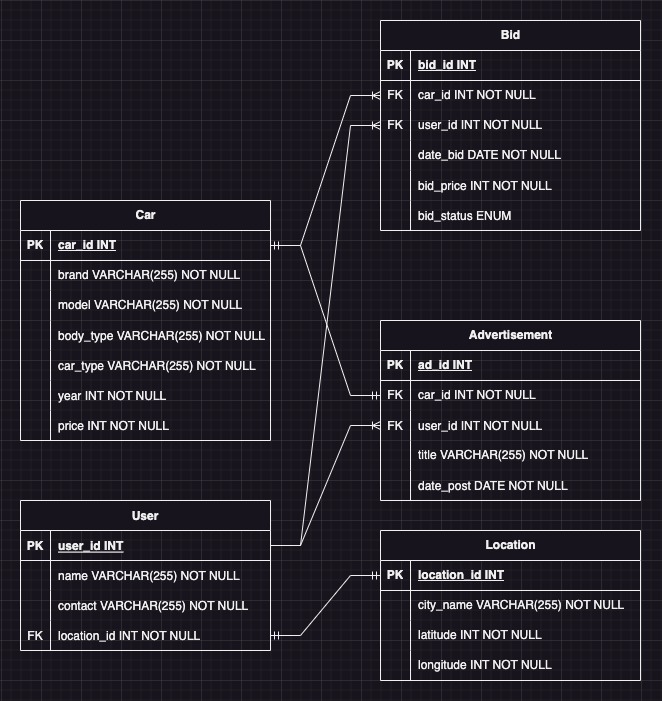 Bid
PK bid_id INT
FK car_id INT NOT NULL
FK user_id INT NOT NULL
date_bid DATE NOT NULL
bid_price INT NOT NULL
bid_status ENUM
Car
PK car_id INT
brand VARCHAR(255) NOT NULL
model VARCHAR(255) NOT NULL
body_type VARCHAR(255) NOT NULL
car_type VARCHAR(255) NOT NULL
year INT NOT NULL
price INT NOT NULL
Advertisement
PK ad_id INT
FK car_id INT NOT NULL
FK user_id INT NOT NULL
title VARCHAR(255) NOT NULL
date_post DATE NOT NULL
User
PK user_id INT
name VARCHAR(255) NOT NULL
contact VARCHAR(255) NOT NULL
FK location_id INT NOT NULL
Location
PK location_id INT
city_name VARCHAR(255) NOT NULL
latitude INT NOT NULL
longitude INT NOT NULL